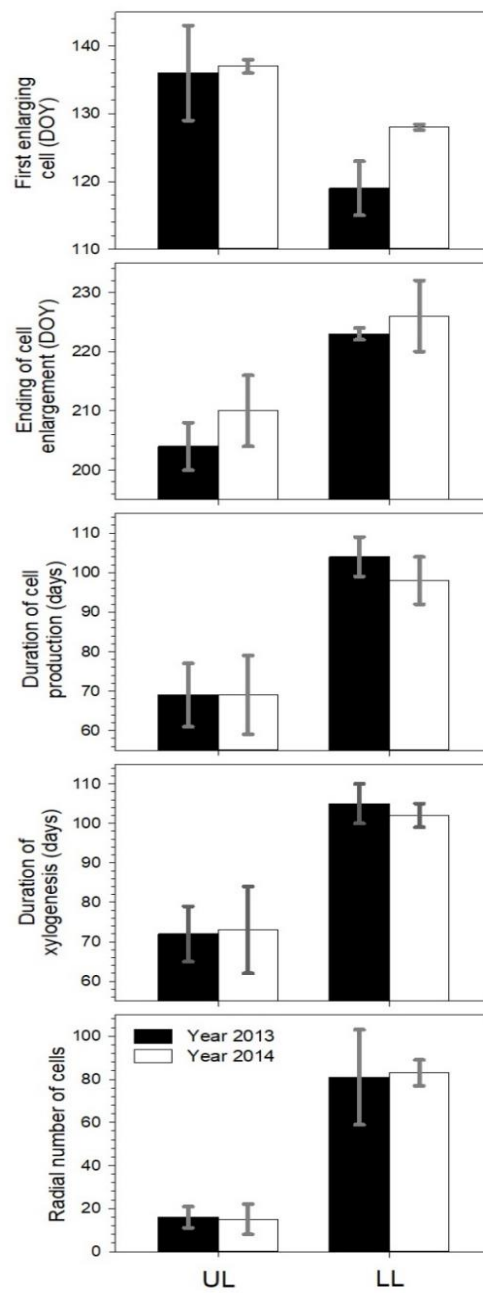 First enlarging
cell (DOY)
140
130
120
110
Ending of cell
enlargement (DOY)
230
220
210
200
Duration of cell
production (days)
110
100
90
80
70
60
Duration of
xylogenesis (days)
110
100
90
80
70
60
Radial number of cells
100
80
60
40
20
0
Year 2013
Year 2014
UL LL